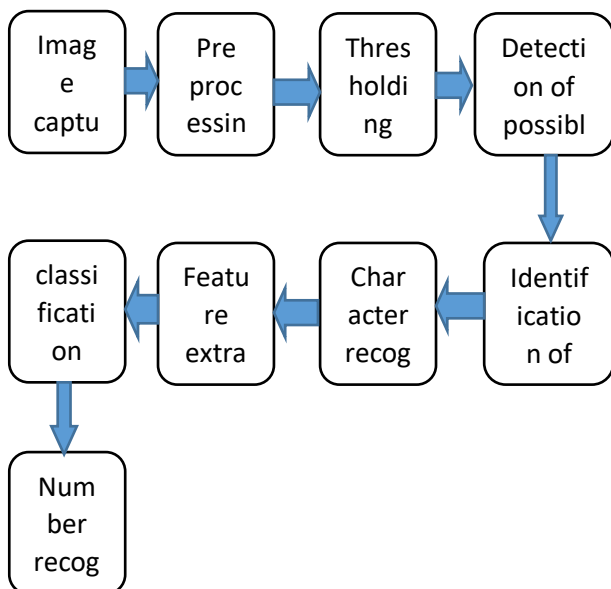 Imag
e
captu
Pre
proc
essin
Thres
holdi
ng
Detecti
on of
possibl
Identif
icatio
n of
Char
acter
recog
Featu
re
extra
classi
ficati
on
Num
ber
recog